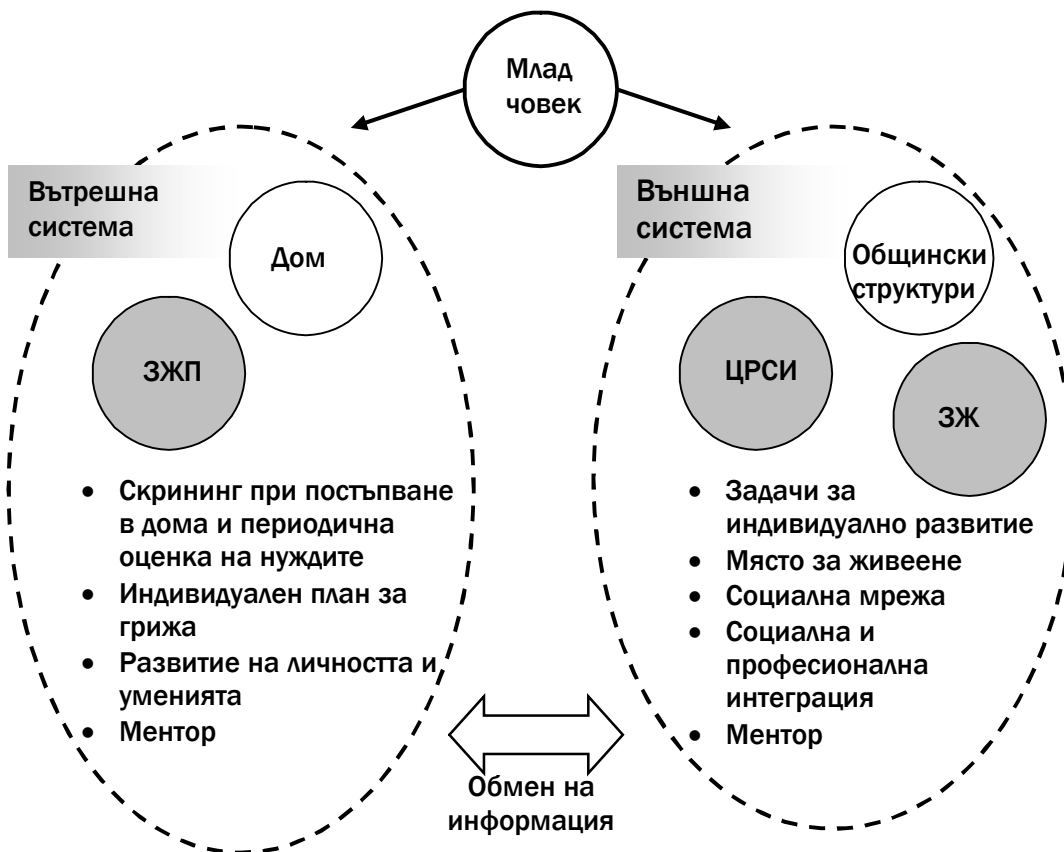 Млад
човек
Вътрешна
система
Дом
ЗЖП
• Скрининг при постъпване
в дома и периодична
оценка на нуждите
• Индивидуален план за
грижа
• Развитие на личността и
уменията
• Ментор
Външна
система
Общински
структури
ЦРСИ
ЗЖ
• Задачи за
индивидуално развитие
• Място за живеене
• Социална мрежа
• Социална и
професионална
интеграция
• Ментор
Обмен на
информация